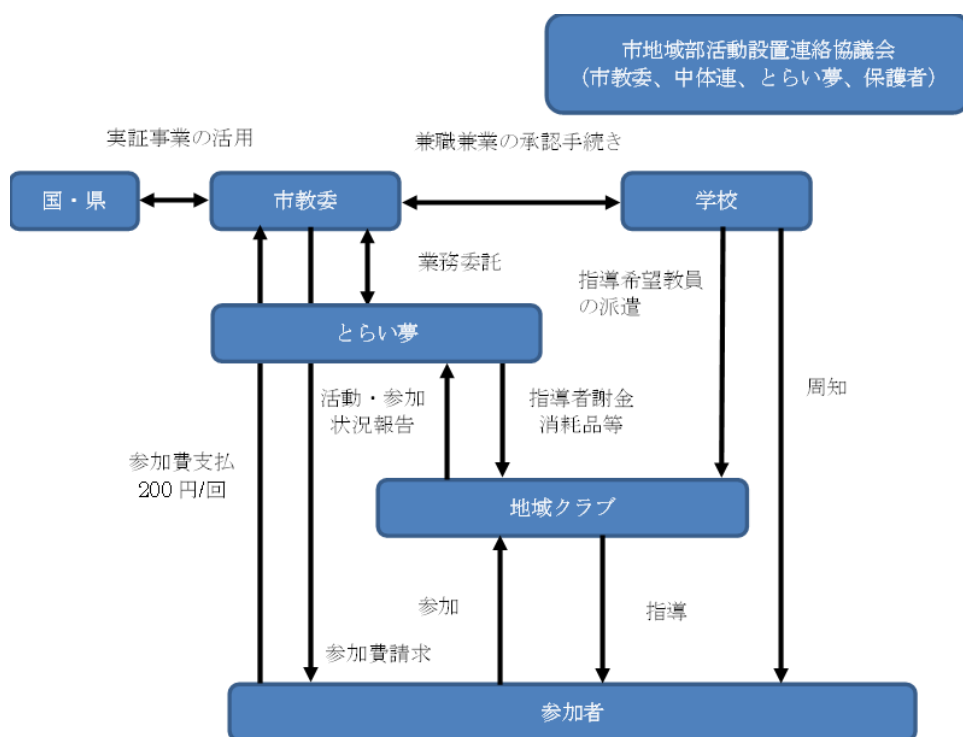 市地域部活動設置連絡協議会
（市教委、中体連、とらい夢、保護者）
実証事業の活用
兼職兼業の承認手続き
国・県
市教委
学校
業務委託
指導希望教員
の派遣
とらい夢
周知
活動・参加
状況報告
指導者謝金
消耗品等
参加費支払
200 円/回
地域クラブ
参加
指導
参加費請求
参加者